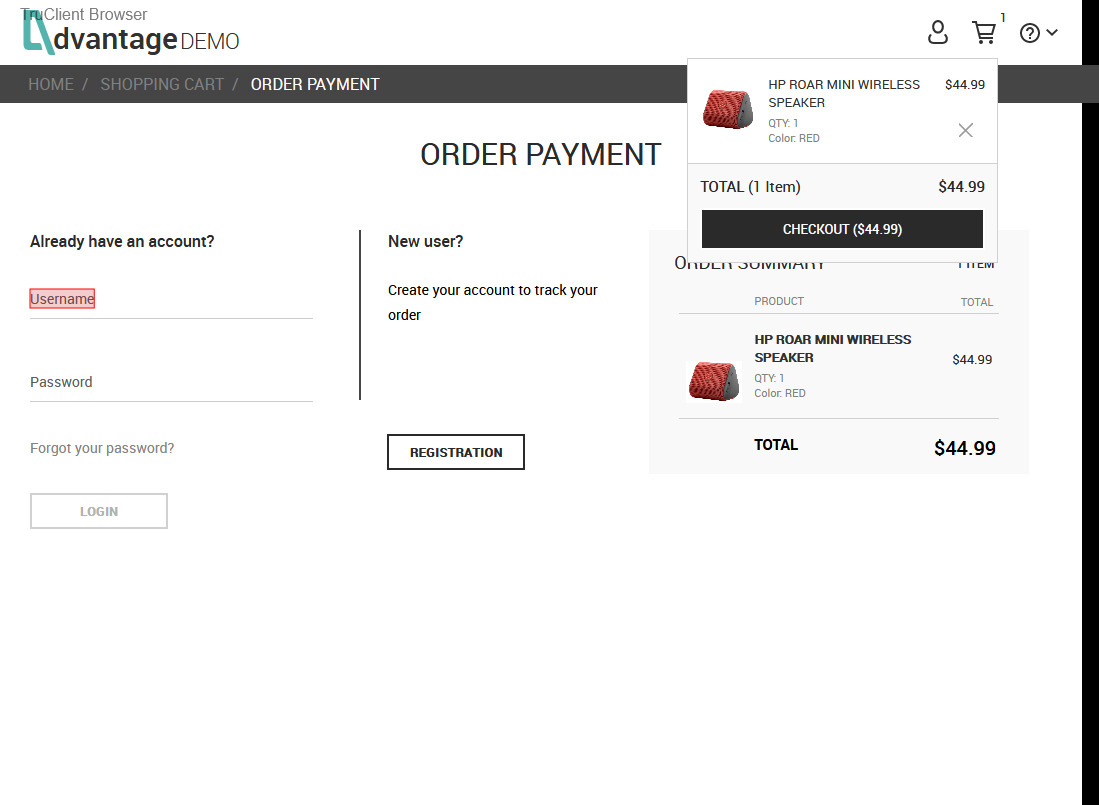 TruClient Browser
dvantage DEMO
1
HOME / SHOPPING CART / ORDER PAYMENT
HP ROAR MINI WIRELESS SPEAKER $44.99
QTY: 1
Color: RED
TOTAL (1 Item) $44.99
CHECKOUT ($44.99)
ORDER PAYMENT
Already have an account?
Username
Password
Forgot your password?
LOGIN
New user?
Create your account to track your
order
REGISTRATION
ORDER SUMMARY 1 ITEM
PRODUCT TOTAL
HP ROAR MINI WIRELESS
SPEAKER $44.99
QTY: 1
Color: RED
TOTAL $44.99